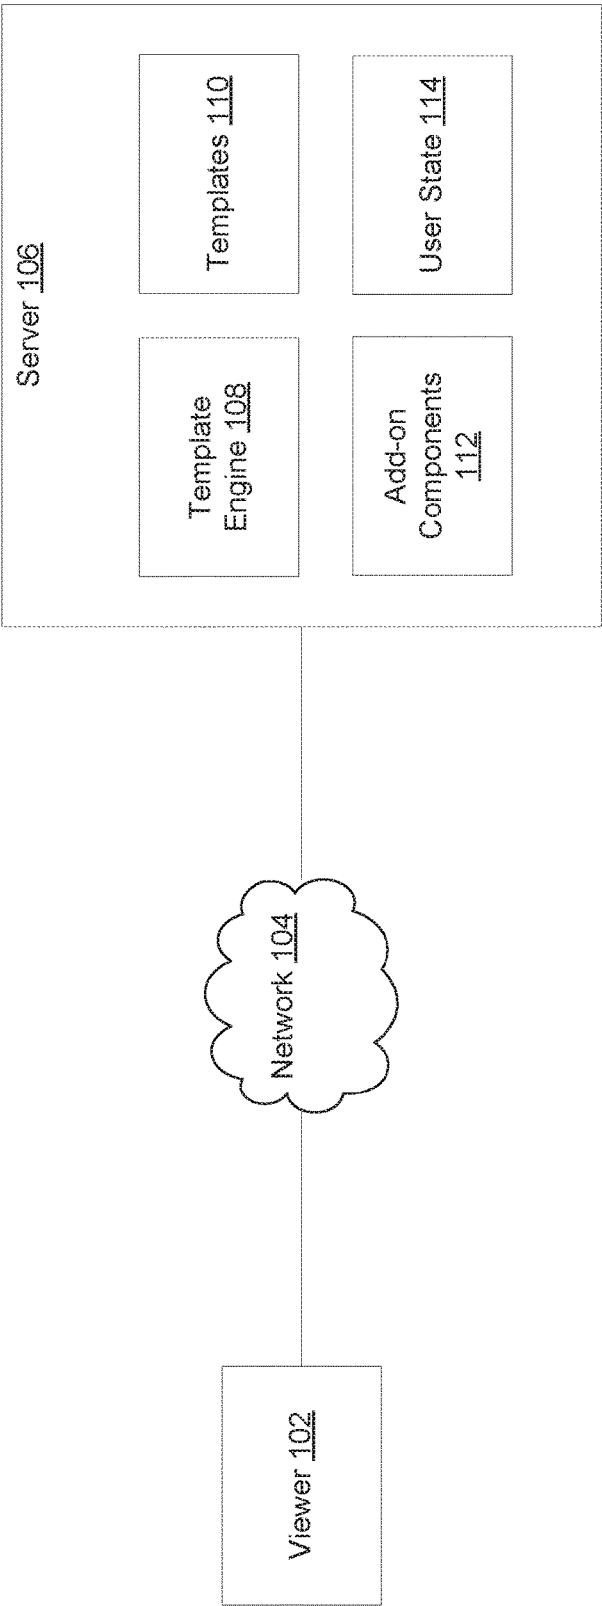 Server 106
Template
Engine 108
Templates 110
Add-on
Components
112
User State 114
Network 104
Viewer 102